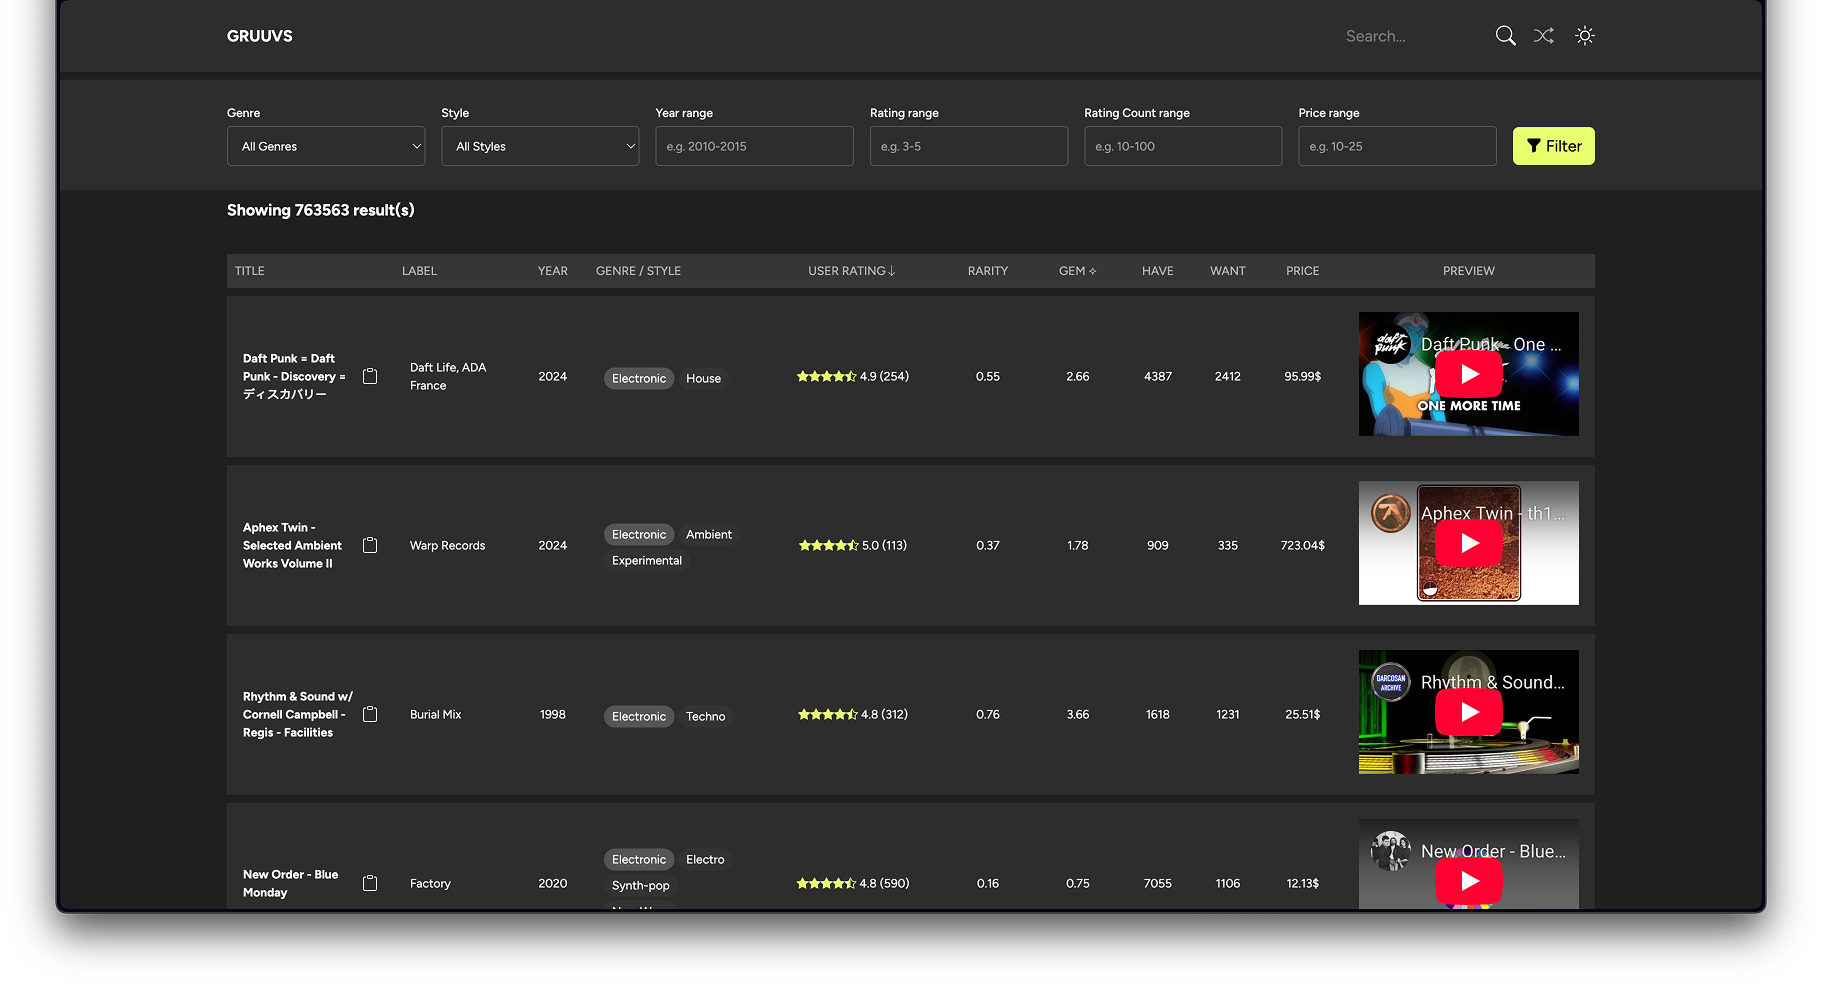 GRUUVS
Search...
Genre
Style
Year range
Rating range
Rating Count range
Price range
All Genres
All Styles
e.g. 2010-2015
e.g. 3-5
e.g. 10-100
e.g. 10-25
Filter
Showing 763563 result(s)
TITLE LABEL YEAR GENRE / STYLE USER RATING↓ RARITY GEM ✧ HAVE WANT PRICE PREVIEW
Daft Punk = Daft
Punk - Discovery =
ディスカバリー
Daft Life, ADA
France
2024
Electronic House
4.9 (254)
0.55
2.66
4387
2412
95.99$
daft punk
Daft Punk - One ...
ONE MORE TIME
Aphex Twin -
Selected Ambient
Works Volume II
Warp Records
2024
Electronic Ambient
Experimental
5.0 (113)
0.37
1.78
909
335
723.04$
Aphex Twin - th1...
Rhythm & Sound w/
Cornell Campbell -
Regis - Facilities
Burial Mix
1998
Electronic Techno
4.8 (312)
0.76
3.66
1618
1231
25.51$
DARCOSAN
ARCHIVE
Rhythm & Sound...
New Order - Blue
Monday
Factory
2020
Electronic Electro
Synth-pop
4.8 (590)
0.16
0.75
7055
1106
12.13$
New Order - Blue...